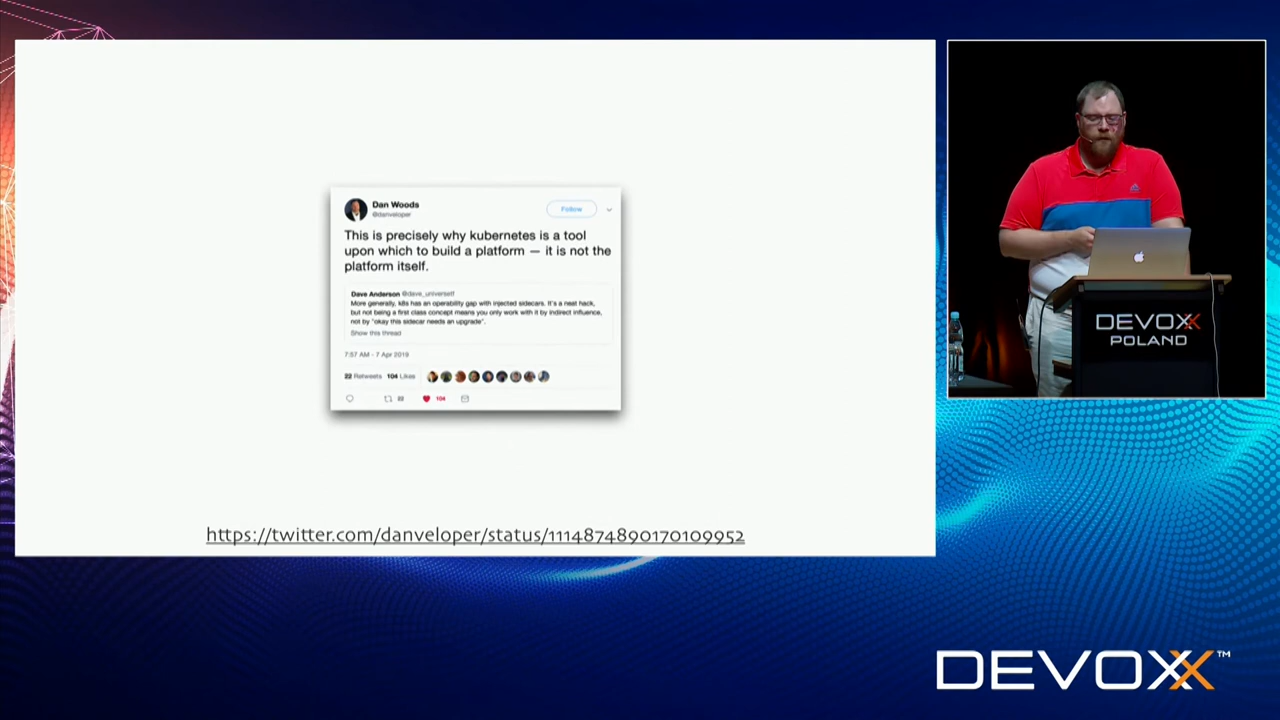 Dan Woods
@danveloper
Follow
This is precisely why kubernetes is a tool
upon which to build a platform — it is not the
platform itself.
Dave Anderson @dave_universetf
More generally, k8s has an operability gap with injected sidecars. It's a neat hack,
but not being a first class concept means you only work with it by indirect influence,
not by "okay this sidecar needs an upgrade".
Show this thread
7:57 AM - 7 Apr 2019
22 Retweets 104 Likes
22 104
https://twitter.com/danveloper/status/1114874890170109952
DEVOXX
POLAND
DEVOXX™